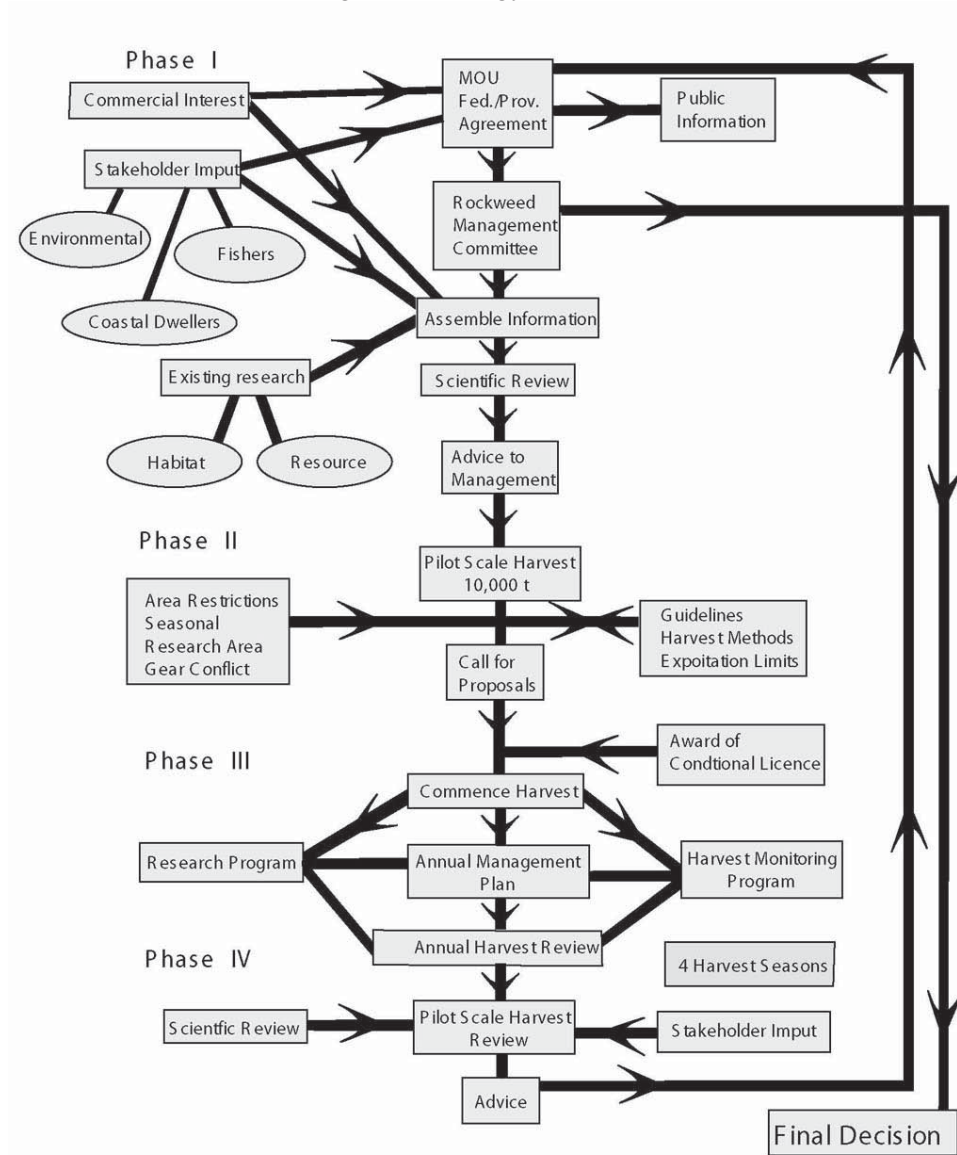 Phase I
Commercial Interest
MOU
Fed./Prov.
Agreement
Public
Information
Stakeholder Imput
Environmental
Fishers
Coastal Dwellers
Rockweed
Management
Committee
Assemble Information
Existing research
Habitat
Resource
Scientific Review
Advice to
Management
Phase II
Pilot Scale Harvest
10,000 t
Area Restrictions
Seasonal
Research Area
Gear Conflict
Guidelines
Harvest Methods
Expoitation Limits
Call for
Proposals
Phase III
Award of
Condtional Licence
Commence Harvest
Research Program
Annual Management
Plan
Harvest Monitoring
Program
Annual Harvest Review
Phase IV
4 Harvest Seasons
Scientfic Review
Pilot Scale Harvest
Review
Stakeholder Imput
Advice
Final Decision